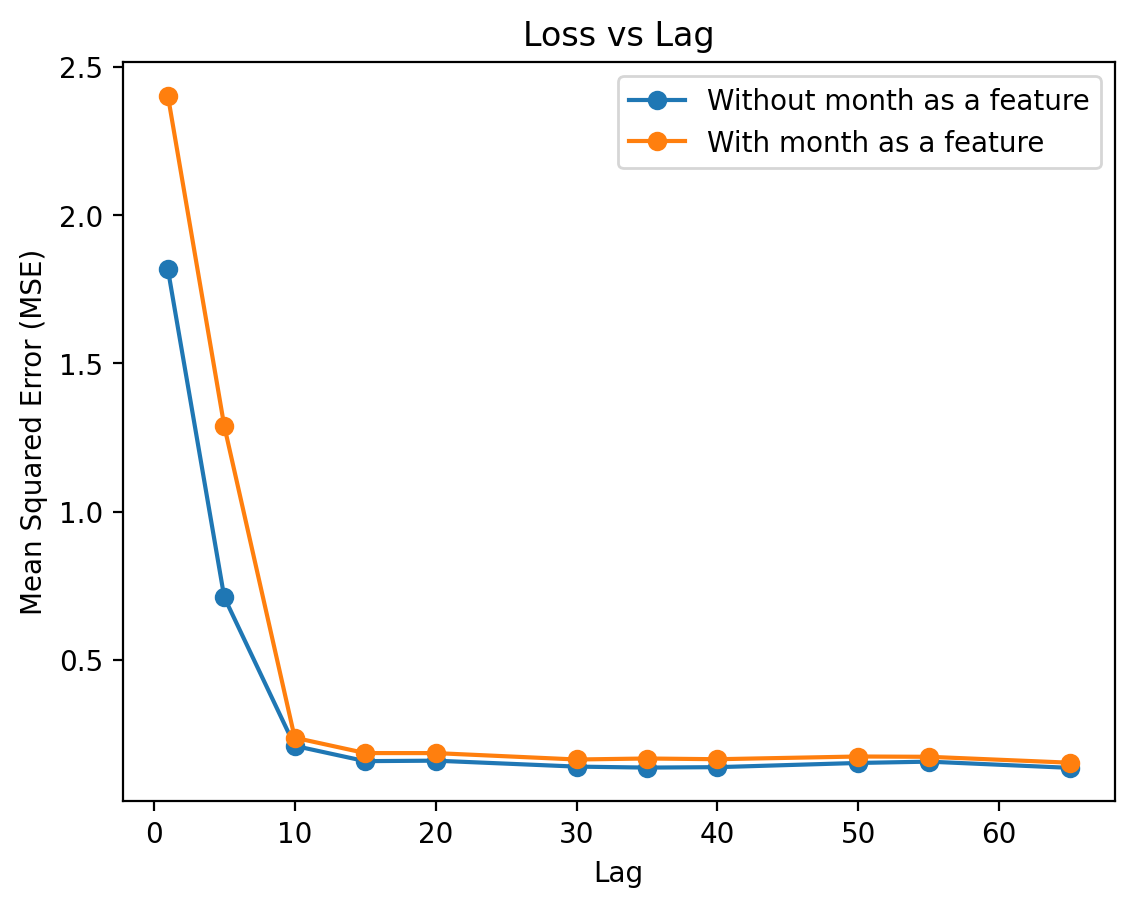 Loss vs Lag
Without month as a feature
With month as a feature
Mean Squared Error (MSE)
2.5
2.0
1.5
1.0
0.5
0 10 20 30 40 50 60
Lag